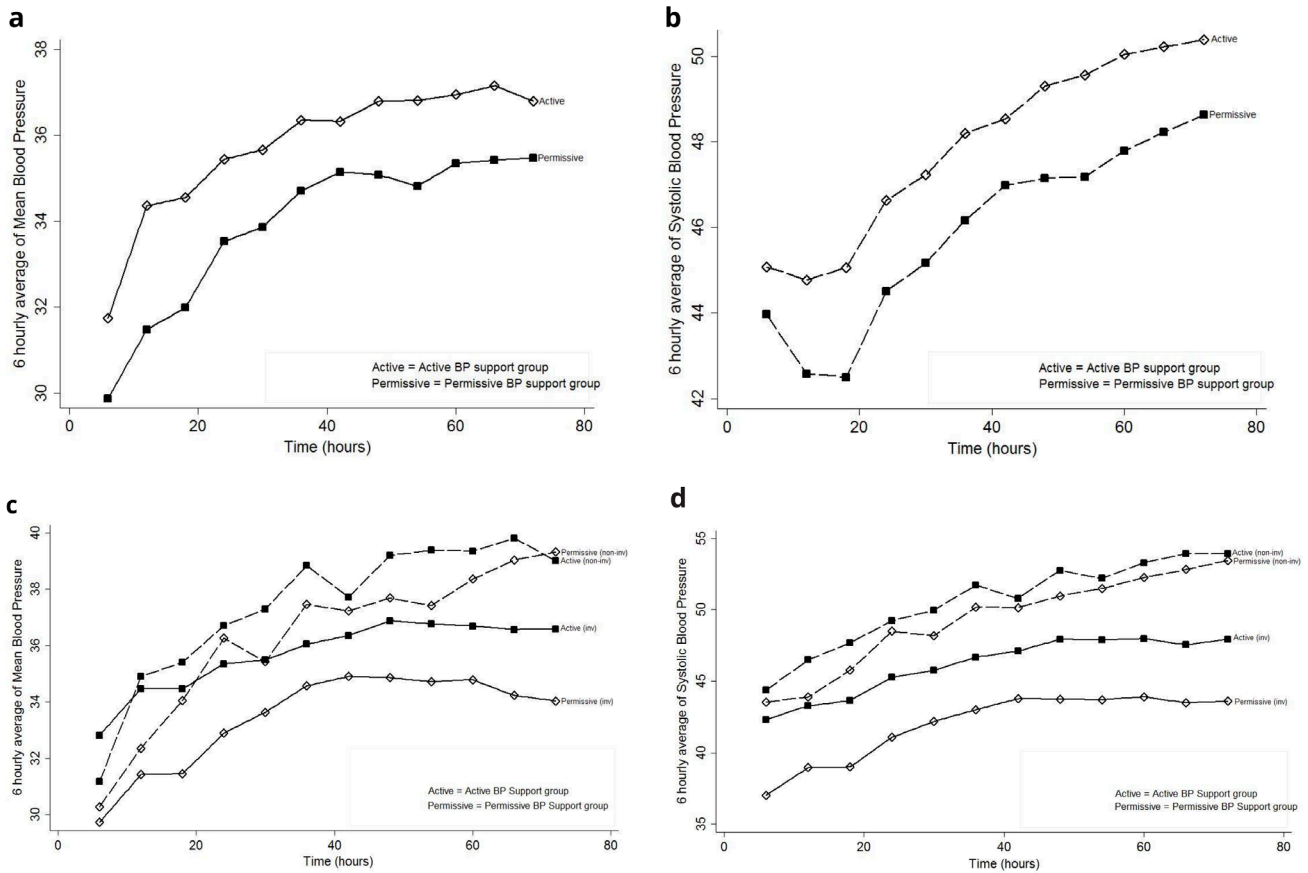 a
6 hourly average of Mean Blood Pressure
38
36
34
32
30
0
20
40
60
80
Time (hours)
Active
Permissive
Active = Active BP support group
Permissive = Permissive BP support group
b
6 hourly average of Systolic Blood Pressure
50
48
46
44
42
0
20
40
60
80
Time (hours)
Active
Permissive
Active = Active BP support group
Permissive = Permissive BP support group
c
6 hourly average of Mean Blood Pressure
40
38
36
34
32
30
0
20
40
60
80
Time (hours)
Permissive (non-inv)
Active (non-inv)
Active (inv)
Permissive (inv)
Active = Active BP Support group
Permissive = Permissive BP Support group
d
6 hourly average of Systolic Blood Pressure
55
50
45
40
35
0
20
40
60
80
Time (hours)
Active (non-inv)
Permissive (non-inv)
Active (inv)
Permissive (inv)
Active = Active BP Support group
Permissive = Permissive BP Support group